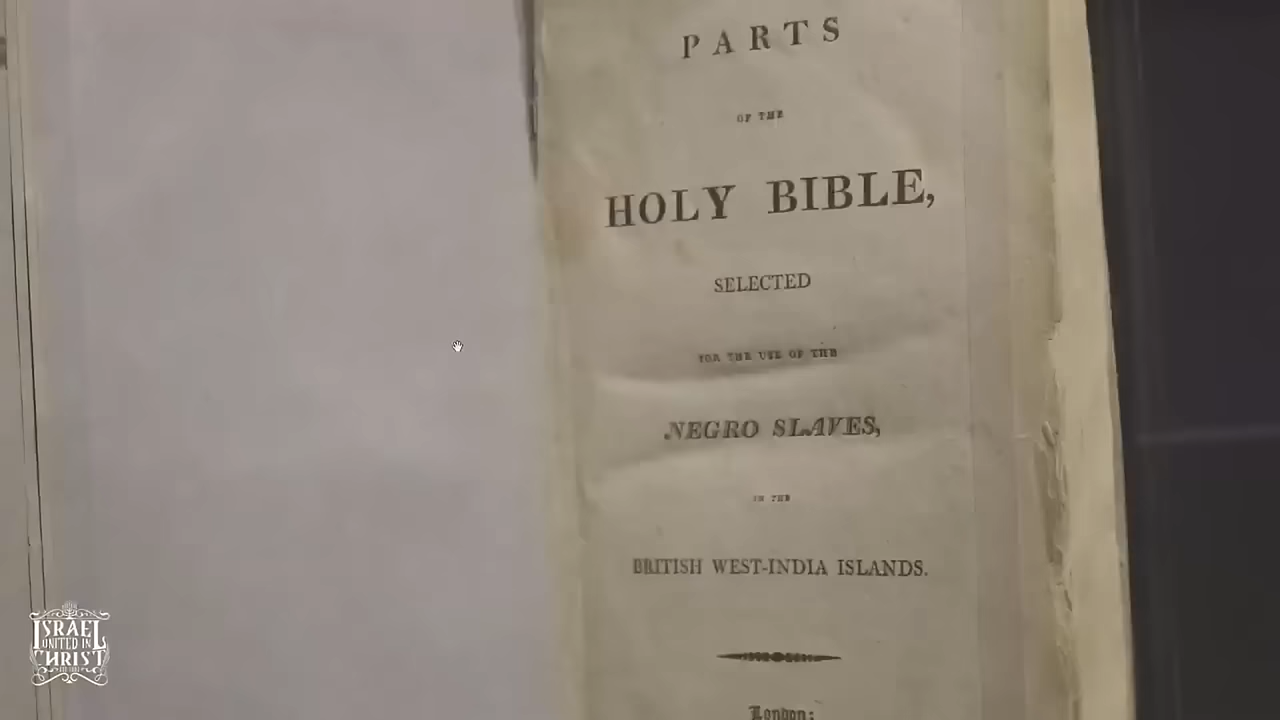 PARTS
OF THE
HOLY BIBLE,
SELECTED
FOR THE USE OF THE
NEGRO SLAVES,
IN THE
BRITISH WEST-INDIA ISLANDS.
London:
ISRAEL
UNITED IN
CHRIST